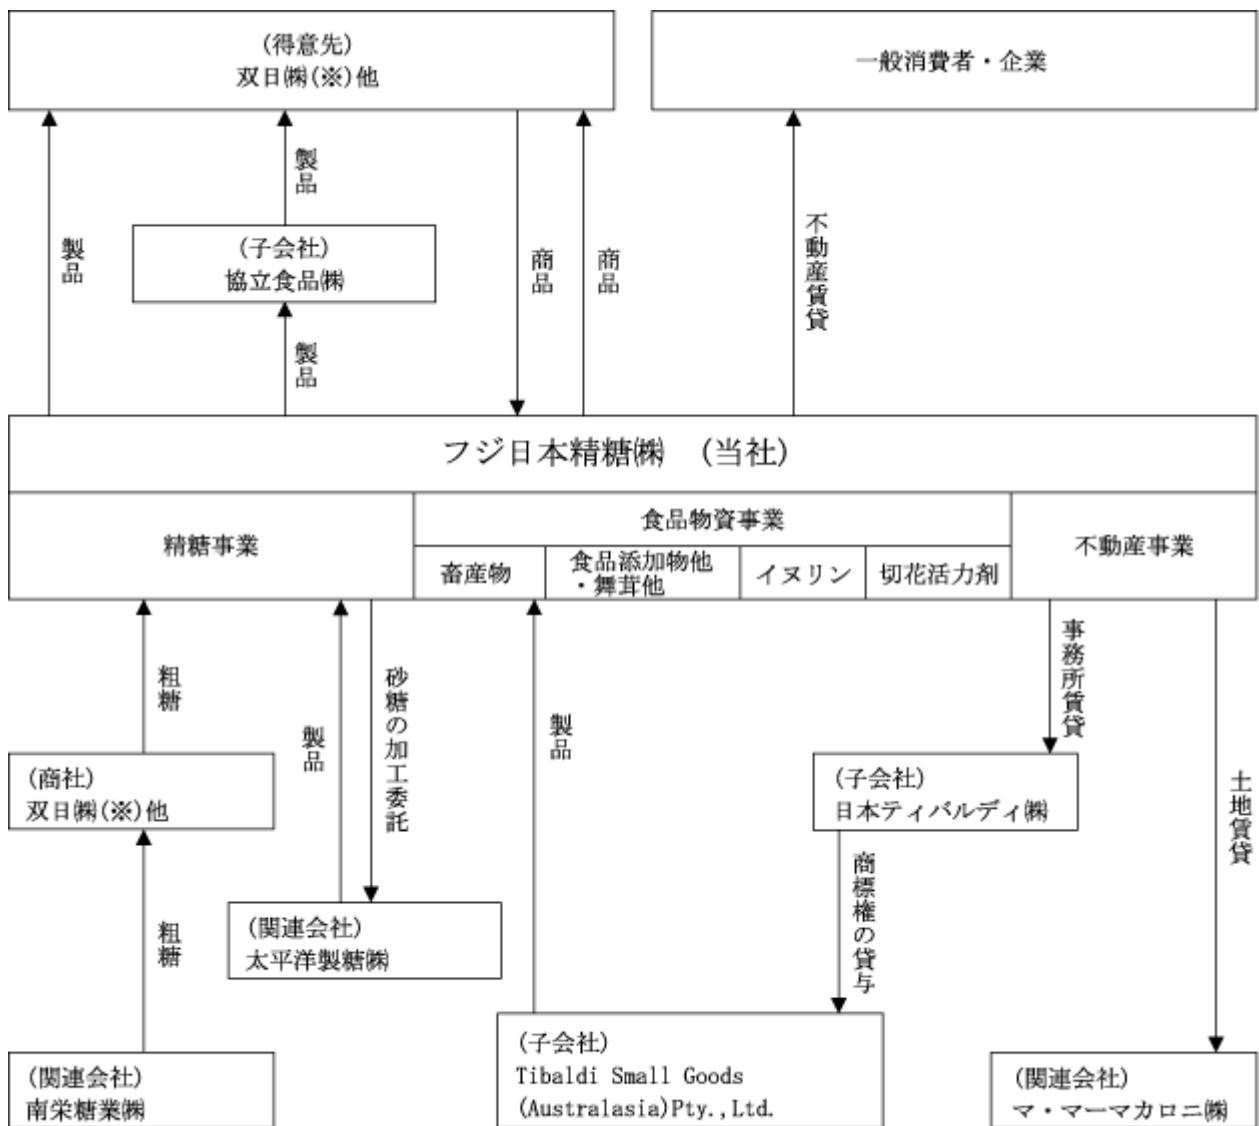 (得意先)
双日㈱(※)他
一般消費者・企業
製品
製品
(子会社)
協立食品㈱
製品
商品
商品
不動産賃貸
フジ日本精糖㈱ (当社)
精糖事業
食品物資事業
畜産物
食品添加物他
・舞茸他
イヌリン
切花活力剤
不動産事業
粗糖
(商社)
双日㈱(※)他
粗糖
(関連会社)
南栄糖業㈱
製品
砂糖の加工委託
(関連会社)
太平洋製糖㈱
製品
(子会社)
Tibaldi Small Goods
(Australasia)Pty.,Ltd.
事務所賃貸
(子会社)
日本ティバルディ㈱
商標権の貸与
土地賃貸
(関連会社)
マ・マーマカロニ㈱